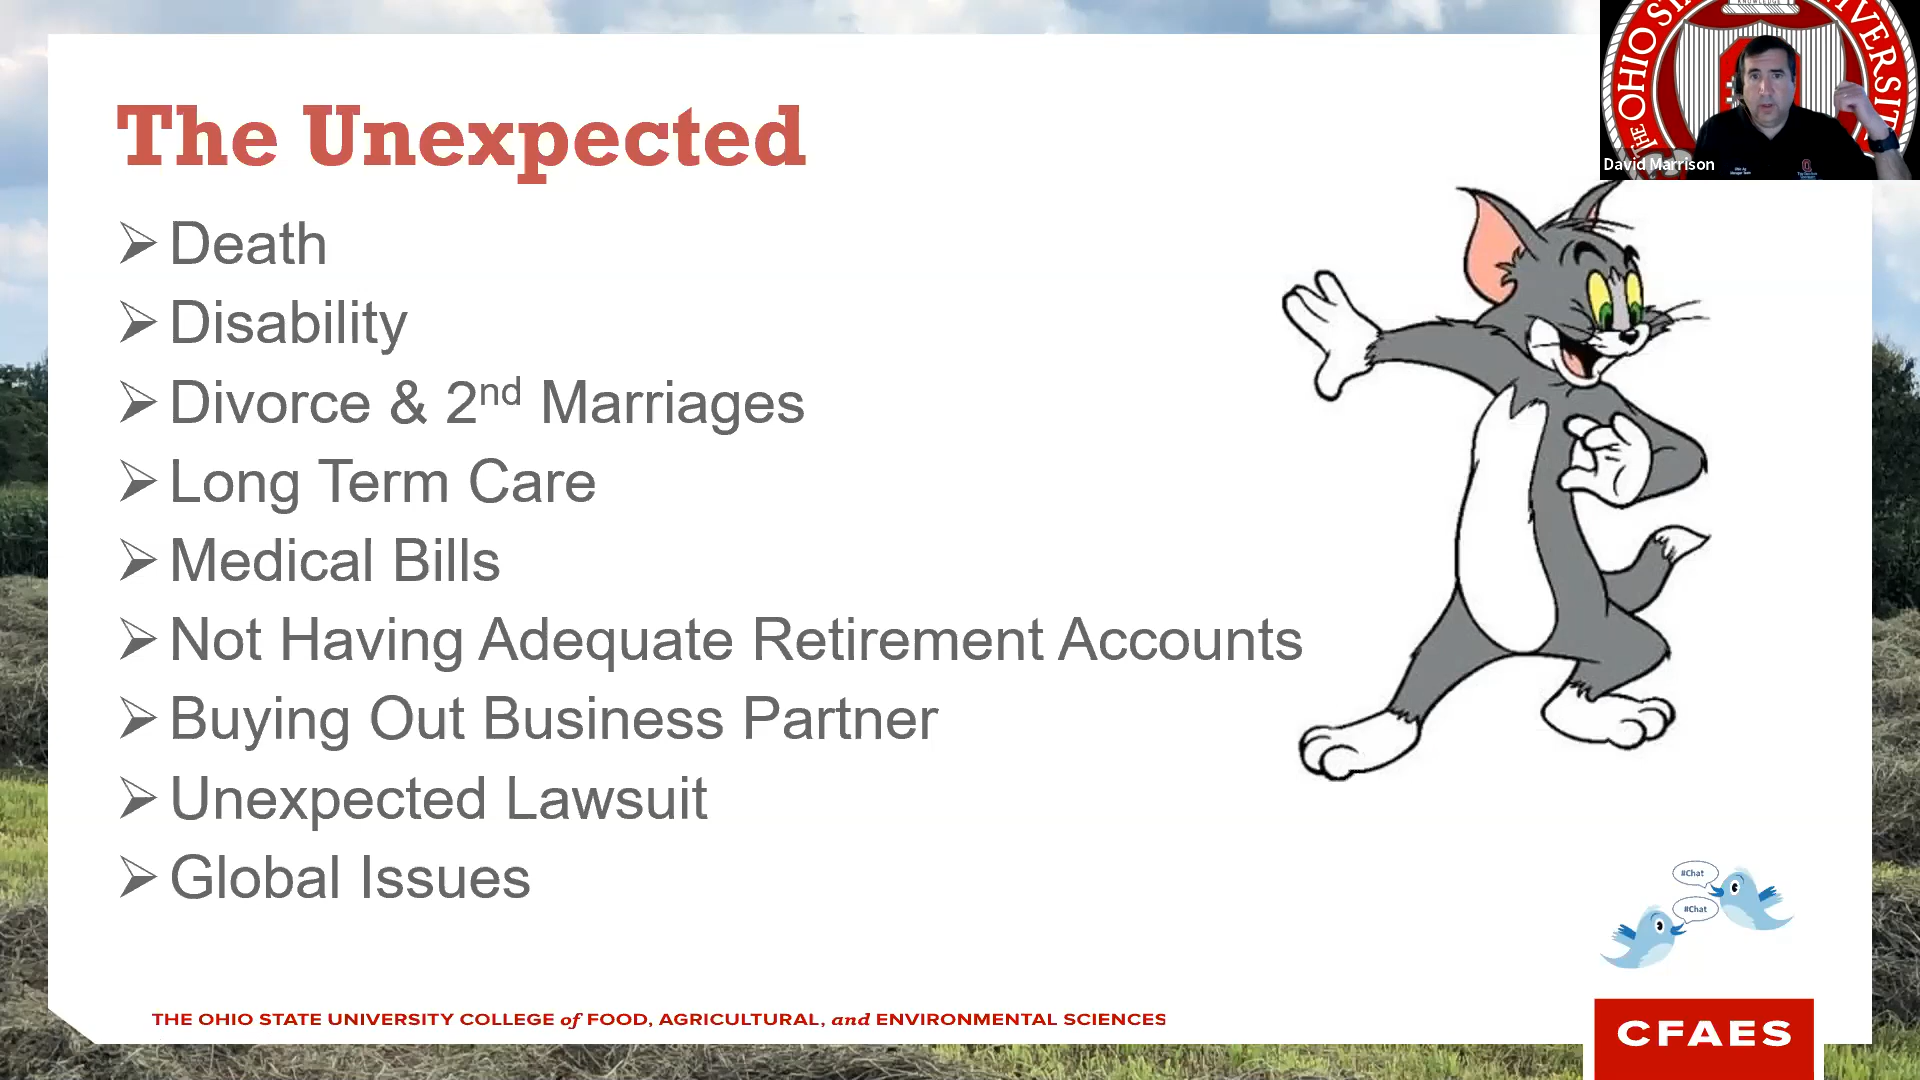 The Unexpected
Death
Disability
Divorce & 2nd Marriages
Long Term Care
Medical Bills
Not Having Adequate Retirement Accounts
Buying Out Business Partner
Unexpected Lawsuit
Global Issues
THE OHIO STATE UNIVERSITY COLLEGE of FOOD, AGRICULTURAL, and ENVIRONMENTAL SCIENCES
#Chat
#Chat
CFAES
David Marrison